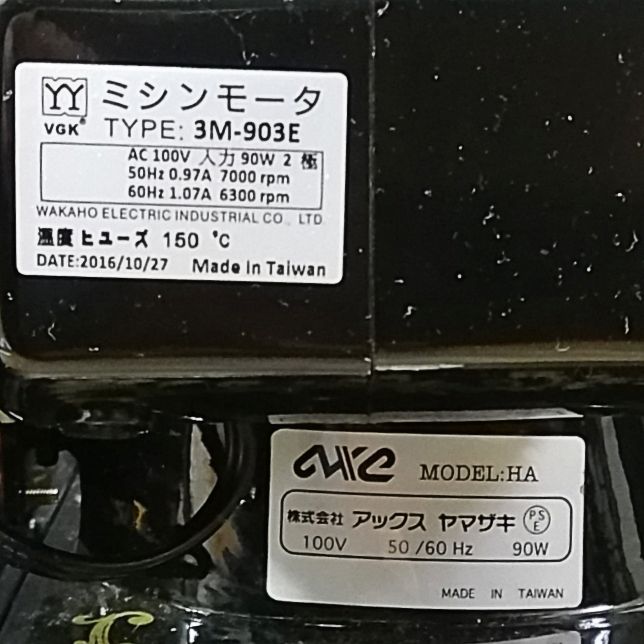 YY ミシンモータ
VGK® TYPE: 3M-903E
AC 100V 入力 90W 2 極
50Hz 0.97A 7000 rpm
60Hz 1.07A 6300 rpm
WAKAHO ELECTRIC INDUSTRIAL CO., LTD
温度 ヒューズ 150 ℃
DATE:2016/10/27 Made in Taiwan
MODEL:HA
株式会社 アックス ヤマザキ PSE
100V 50/60 Hz 90W
MADE IN TAIWAN